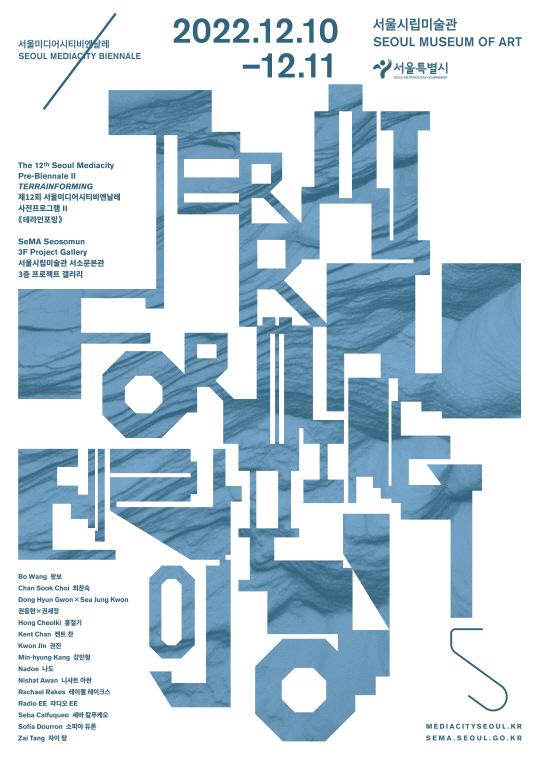 서울미디어시티비엔날레
SEOUL MEDIACITY BIENNALE
2022.12.10
–12.11
서울시립미술관
SEOUL MUSEUM OF ART
서울특별시
SEOUL METROPOLITAN GOVERNMENT
The 12th Seoul Mediacity
Pre-Biennale II
TERRAINFORMING
제12회 서울미디어시티비엔날레
사전프로그램 II
《테라인포밍》
SeMA Seosomun
3F Project Gallery
서울시립미술관 서소문본관
3층 프로젝트 갤러리
TERRAIN
FORMING
테라인
포밍
Bo Wang 왕보
Chan Sook Choi 최찬숙
Dong Hyun Gwon × Sea Jung Kwon
권동현×권세정
Hong Cheolki 홍철기
Kent Chan 켄트 찬
Kwon Jin 권진
Min-hyung Kang 강민형
Nadoe 나도
Nishat Awan 니샤트 아완
Rachael Rakes 레이첼 레이크스
Radio EE 라디오 EE
Seba Calfuqueo 세바 칼푸케오
Sofia Dourron 소피아 듀론
Zai Tang 자이 탕
MEDIACITYSEOUL.KR
SEMA.SEOUL.GO.KR